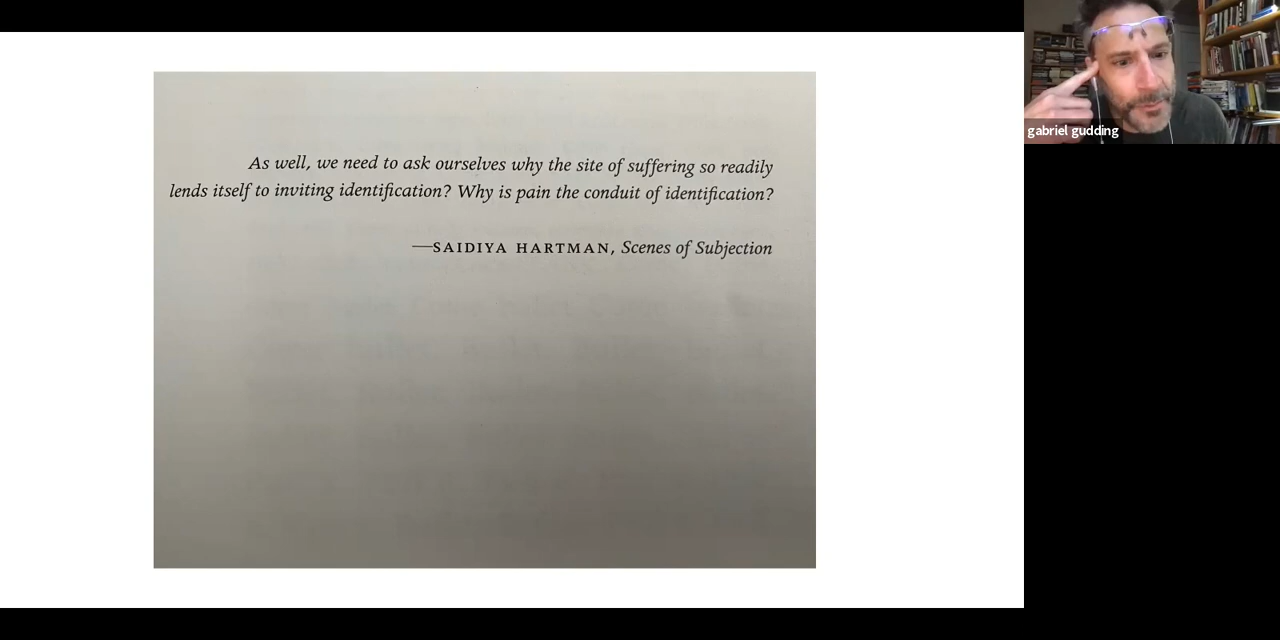 As well, we need to ask ourselves why the site of suffering so readily
lends itself to inviting identification? Why is pain the conduit of identification?
—SAIDIYA HARTMAN, Scenes of Subjection
gabriel gudding